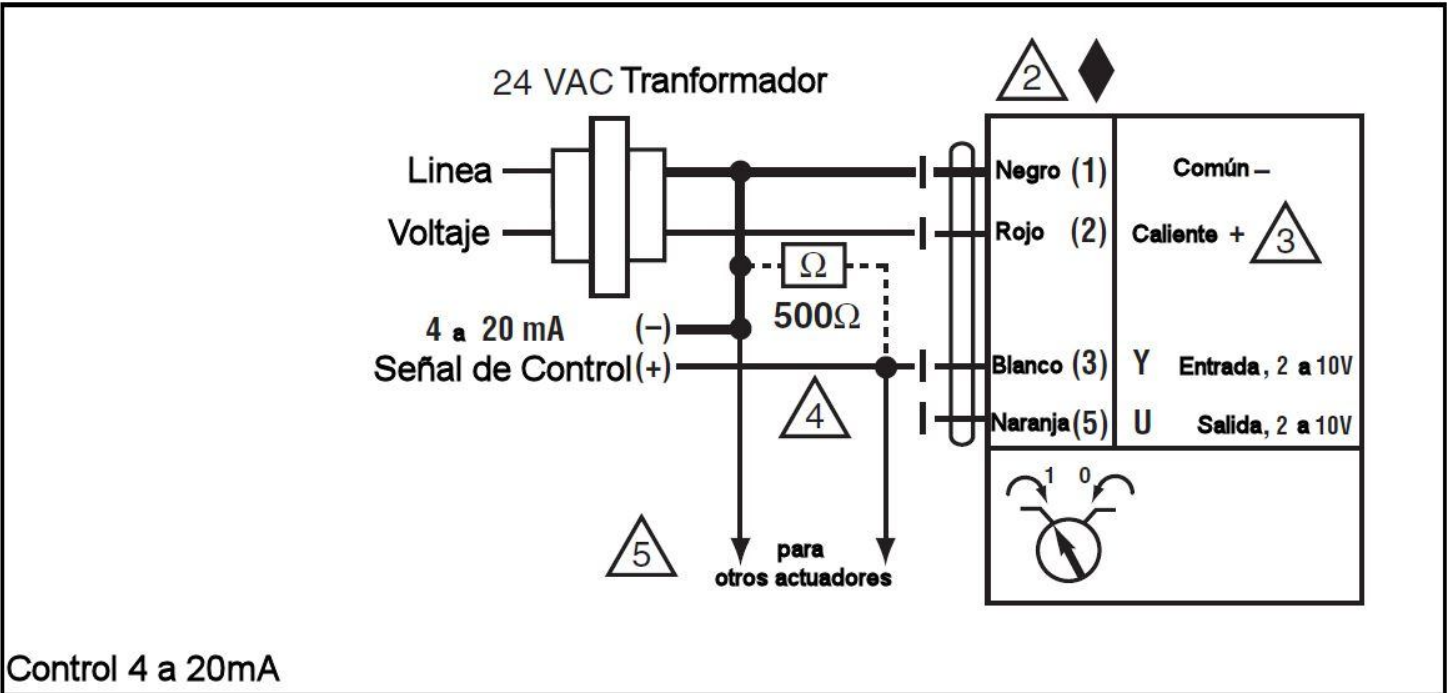 24 VAC Tranformador
2
Linea
Negro (1) Común –
Voltaje
Rojo (2) Caliente + 3
Ω
500Ω
4 a 20 mA (–)
Señal de Control (+)
Blanco (3) Y Entrada, 2 a 10V
4
Naranja (5) U Salida, 2 a 10V
1 0
5
para
otros actuadores
Control 4 a 20mA